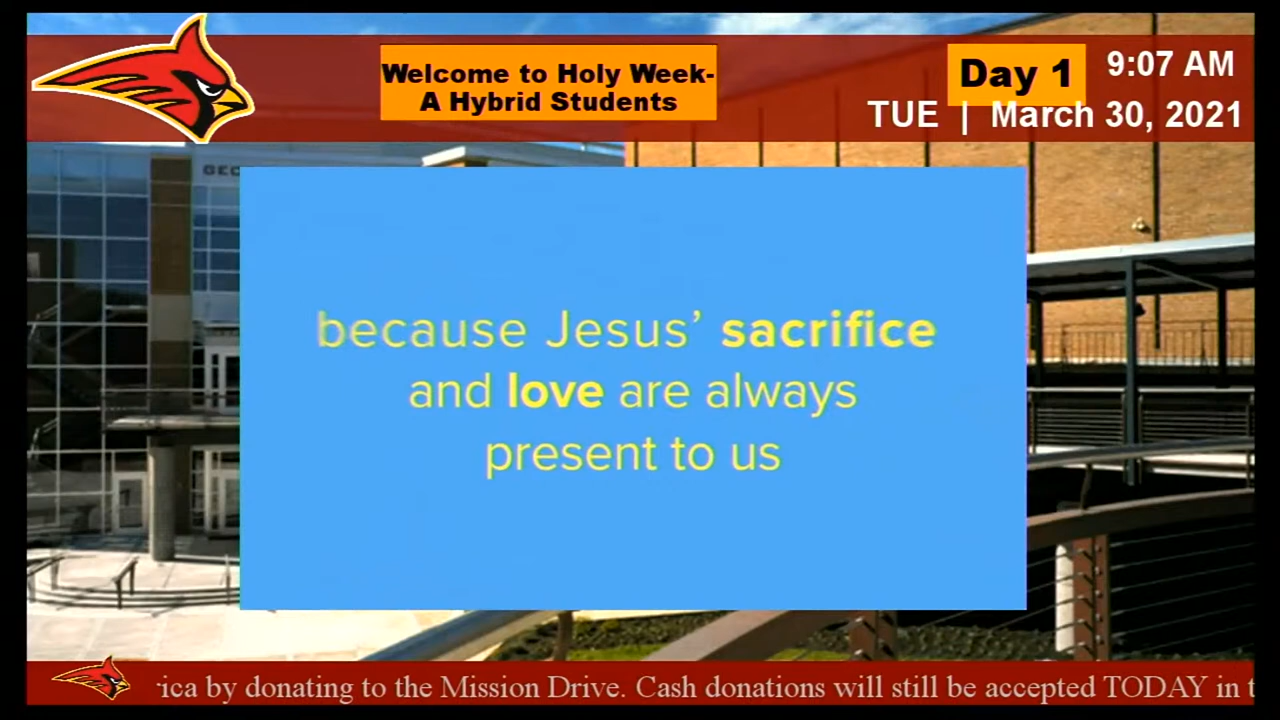 Welcome to Holy Week-
A Hybrid Students
Day 1
9:07 AM
TUE | March 30, 2021
because Jesus’ sacrifice
and love are always
present to us
by donating to the Mission Drive. Cash donations will still be accepted TODAY in